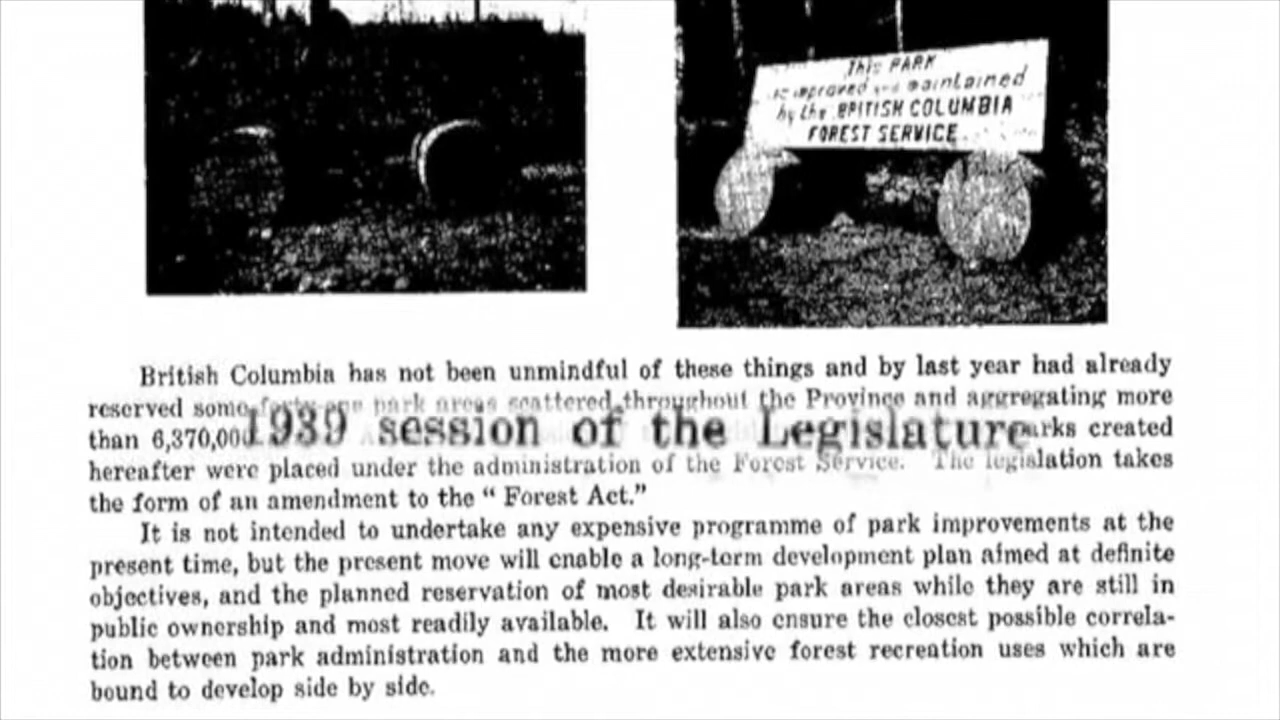 This PARK
is improved and maintained
by the BRITISH COLUMBIA
FOREST SERVICE
British Columbia has not been unmindful of these things and by last year had already
reserved some forty-one park areas scattered throughout the Province and aggregating more
than 6,370,000
1939 session of the Legislature
arks created
hereafter were placed under the administration of the Forest Service. The legislation takes
the form of an amendment to the “ Forest Act.”
It is not intended to undertake any expensive programme of park improvements at the
present time, but the present move will enable a long-term development plan aimed at definite
objectives, and the planned reservation of most desirable park areas while they are still in
public ownership and most readily available. It will also ensure the closest possible correla-
tion between park administration and the more extensive forest recreation uses which are
bound to develop side by side.